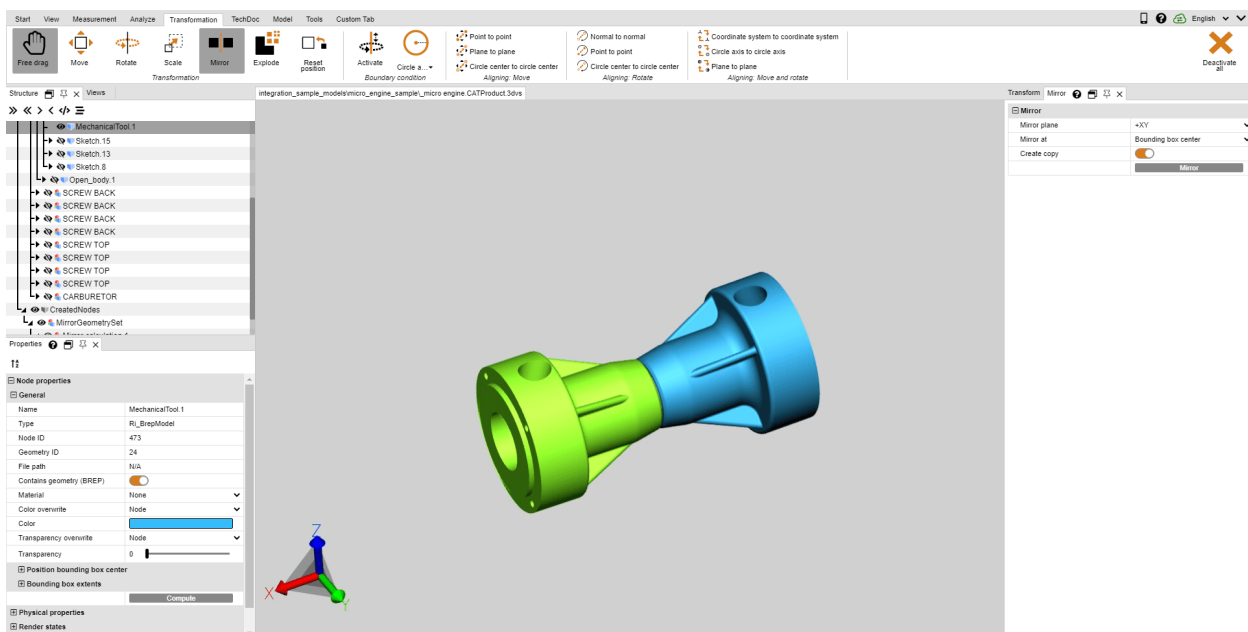 Start View Measurement Analyze Transformation TechDoc Model Tools Custom Tab English
Free drag Move Rotate Scale Mirror Explode Reset position
Transformation
Activate Circle a...
Boundary condition
Point to point
Plane to plane
Circle center to circle center
Aligning: Move
Normal to normal
Point to point
Circle center to circle center
Aligning: Rotate
Coordinate system to coordinate system
Circle axis to circle axis
Plane to plane
Aligning: Move and rotate
Deactivate all
Structure Views
MechanicalTool.1
Sketch.15
Sketch.13
Sketch.8
Open_body.1
SCREW BACK
SCREW BACK
SCREW BACK
SCREW BACK
SCREW TOP
SCREW TOP
SCREW TOP
SCREW TOP
CARBURETOR
CreatedNodes
MirrorGeometrySet
Properties
Node properties
General
Name MechanicalTool.1
Type Ri_BrepModel
Node ID 473
Geometry ID 24
File path N/A
Contains geometry (BREP)
Material None
Color overwrite Node
Color
Transparency overwrite Node
Transparency 0
Position bounding box center
Bounding box extents
Compute
Physical properties
Render states
integration_sample_models\micro_engine_sample\_micro engine.CATProduct.3dvs
Z
X
Y
Transform Mirror
Mirror
Mirror plane +XY
Mirror at Bounding box center
Create copy
Mirror